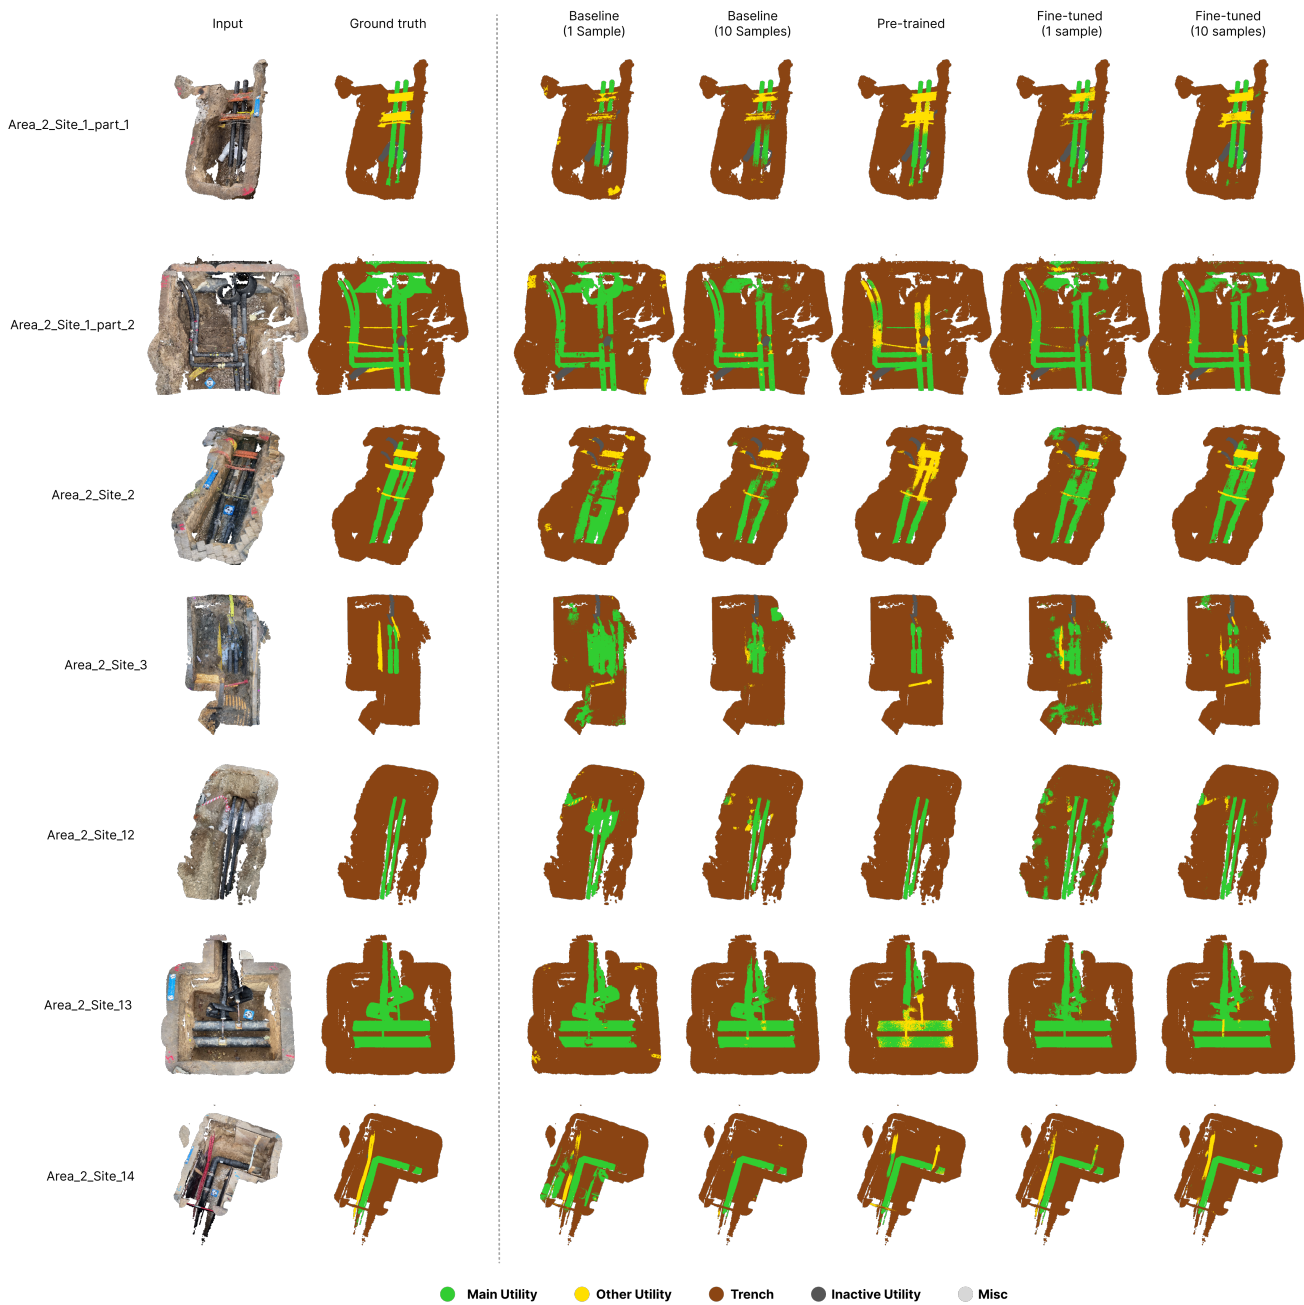 Input
Ground truth
Baseline
(1 Sample)
Baseline
(10 Samples)
Pre-trained
Fine-tuned
(1 sample)
Fine-tuned
(10 samples)
Area_2_Site_1_part_1
Area_2_Site_1_part_2
Area_2_Site_2
Area_2_Site_3
Area_2_Site_12
Area_2_Site_13
Area_2_Site_14
Main Utility
Other Utility
Trench
Inactive Utility
Misc